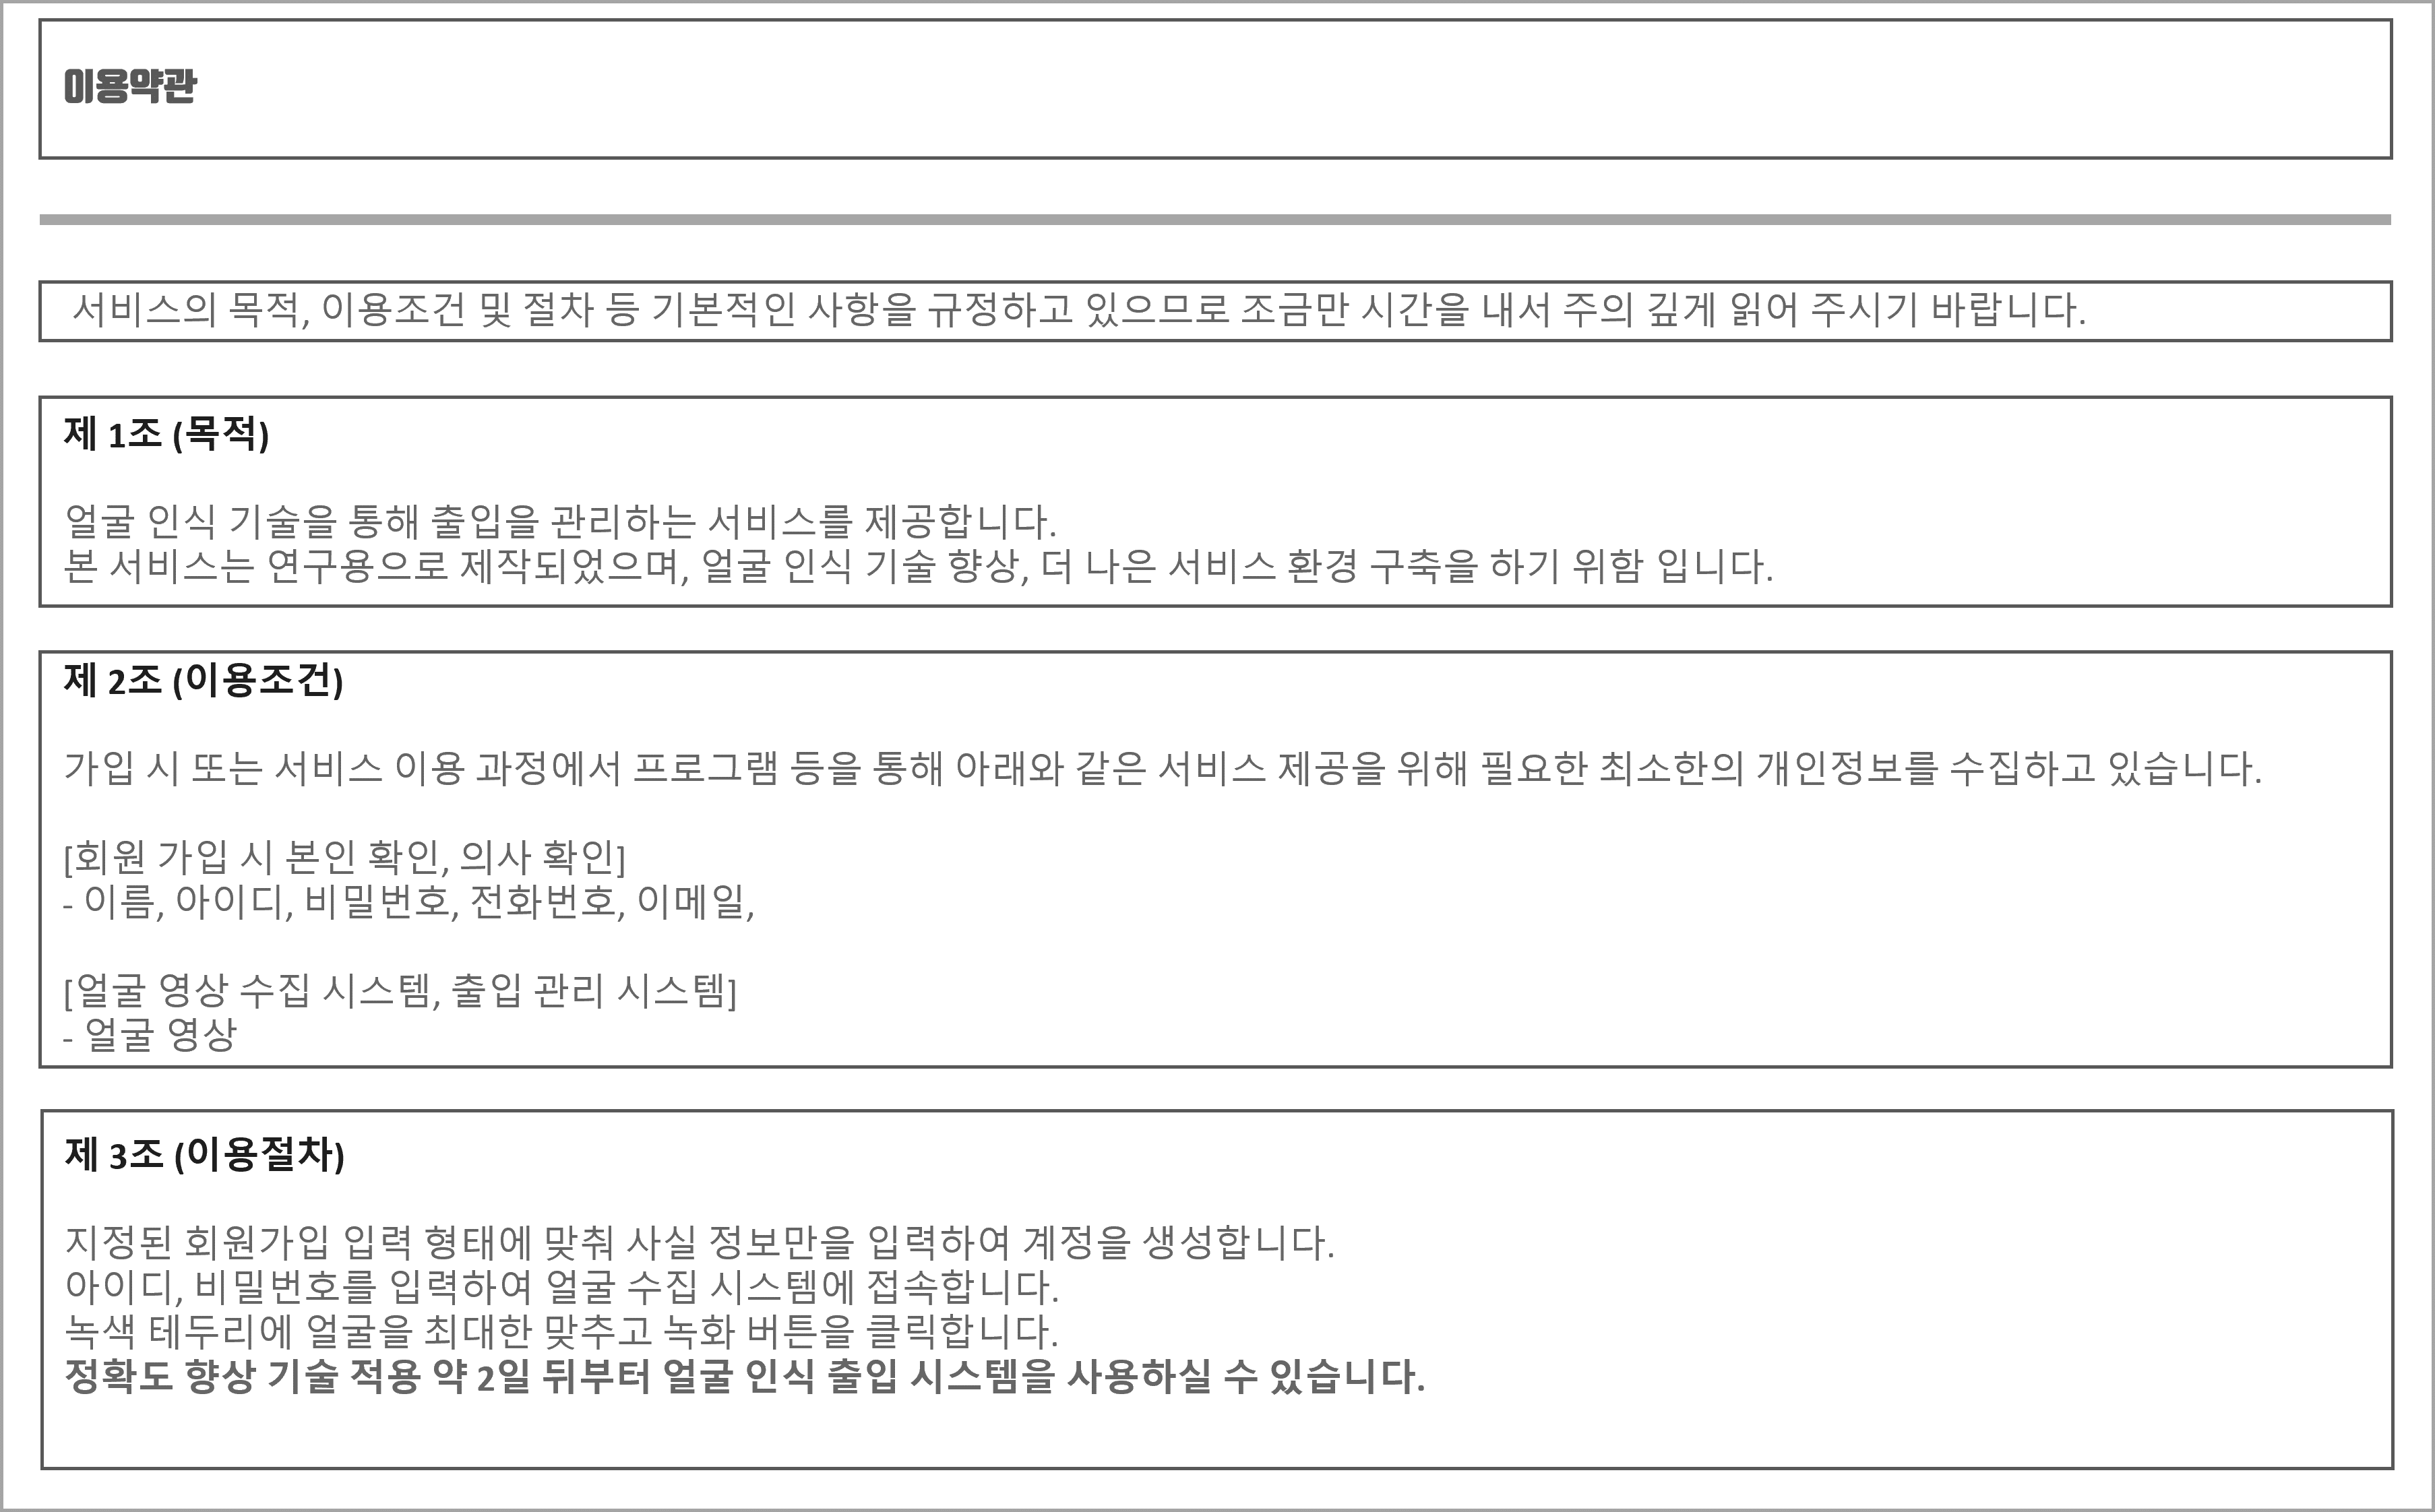 이용약관
서비스의 목적, 이용조건 및 절차 등 기본적인 사항을 규정하고 있으므로 조금만 시간을 내서 주의 깊게 읽어 주시기 바랍니다.
제 1조 (목적)
얼굴 인식 기술을 통해 출입을 관리하는 서비스를 제공합니다.
본 서비스는 연구용으로 제작되었으며, 얼굴 인식 기술 향상, 더 나은 서비스 환경 구축을 하기 위함 입니다.
제 2조 (이용조건)
가입 시 또는 서비스 이용 과정에서 프로그램 등을 통해 아래와 같은 서비스 제공을 위해 필요한 최소한의 개인정보를 수집하고 있습니다.
[회원 가입 시 본인 확인, 의사 확인]
- 이름, 아이디, 비밀번호, 전화번호, 이메일,
[얼굴 영상 수집 시스템, 출입 관리 시스템]
- 얼굴 영상
제 3조 (이용절차)
지정된 회원가입 입력 형태에 맞춰 사실 정보만을 입력하여 계정을 생성합니다.
아이디, 비밀번호를 입력하여 얼굴 수집 시스템에 접속합니다.
녹색 테두리에 얼굴을 최대한 맞추고 녹화 버튼을 클릭합니다.
정확도 향상 기술 적용 약 2일 뒤부터 얼굴 인식 출입 시스템을 사용하실 수 있습니다.